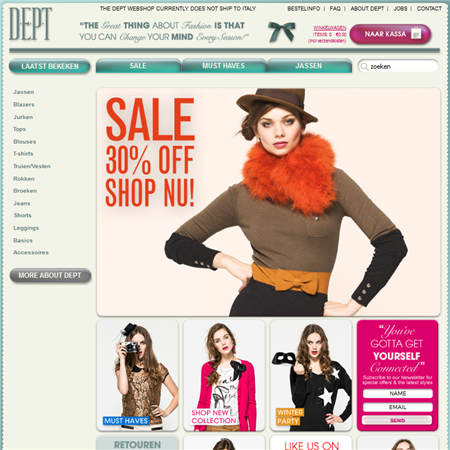 DEPT
THE DEPT WEBSHOP CURRENTLY DOES NOT SHIP TO ITALY
BESTELINFO | FAQ | ABOUT DEPT | JOBS | CONTACT
"THE Great THING ABOUT Fashion IS THAT
YOU CAN Change YOUR MIND Every Season!"
WINKELWAGEN
ITEMS: 0 €0.00
(incl verzendkosten)
NAAR KASSA
LAATST BEKEKEN
SALE
MUST HAVES
JASSEN
zoeken
Jassen
Blazers
Jurken
Tops
Blouses
T-shirts
Truien/Vesten
Rokken
Broeken
Jeans
Shorts
Leggings
Basics
Accessoires
MORE ABOUT DEPT
SALE
30% OFF
SHOP NU!
MUST HAVES
SHOP NEW
COLLECTION
WINTER
PARTY
"You've
GOTTA GET
YOURSELF
Connected"
Subscribe to our Newsletter for
special offers & the latest styles
NAME
EMAIL
SEND
RETOUREN
LIKE US ON